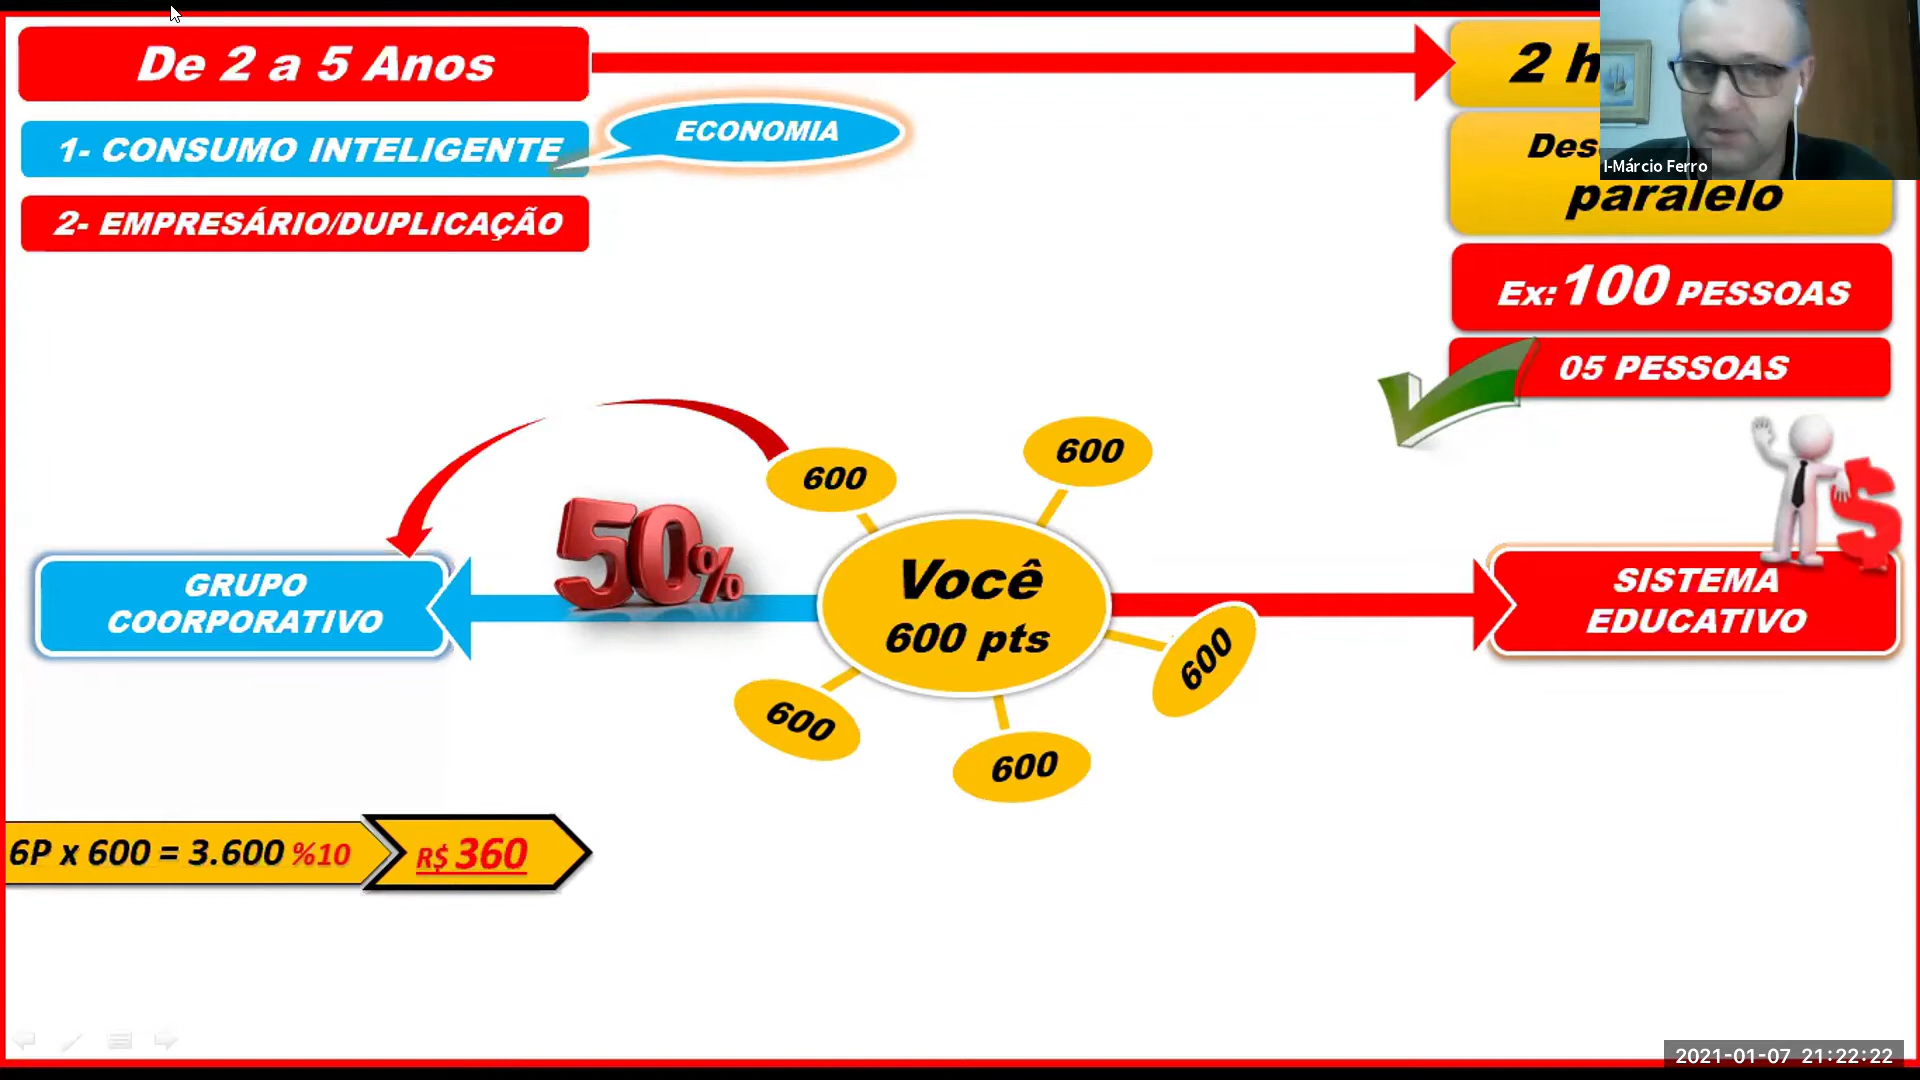 De 2 a 5 Anos
1- CONSUMO INTELIGENTE
ECONOMIA
2- EMPRESÁRIO/DUPLICAÇÃO
2
I-Márcio Ferro
paralelo
Ex: 100 PESSOAS
05 PESSOAS
600
600
50%
GRUPO
COORPORATIVO
Você
600 pts
SISTEMA
EDUCATIVO
600
600
600
6P x 600 = 3.600 %10
R$ 360
2021-01-07 21:22:22